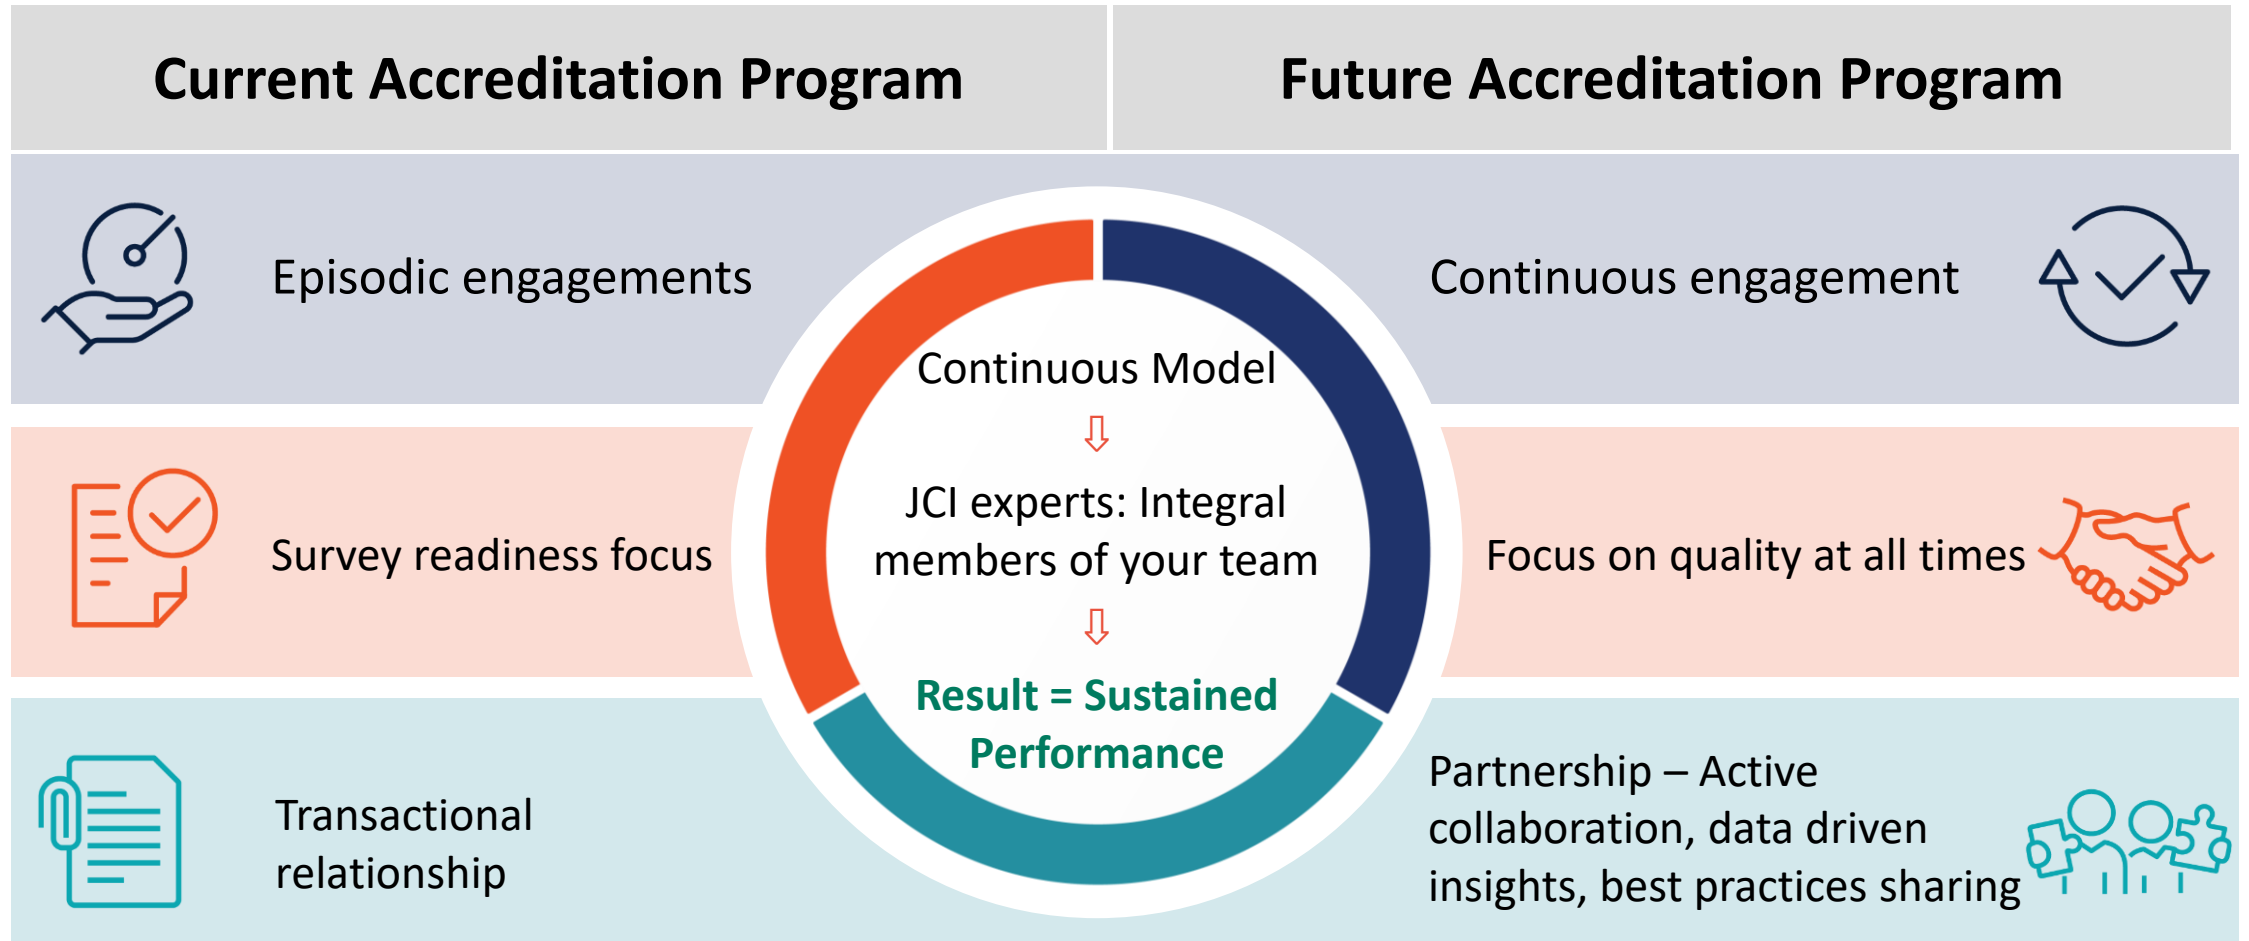 Current Accreditation Program
Future Accreditation Program
Episodic engagements
Continuous engagement
Continuous Model
JCI experts: Integral
members of your team
Result = Sustained
Performance
Survey readiness focus
Focus on quality at all times
Transactional
relationship
Partnership – Active
collaboration, data driven
insights, best practices sharing